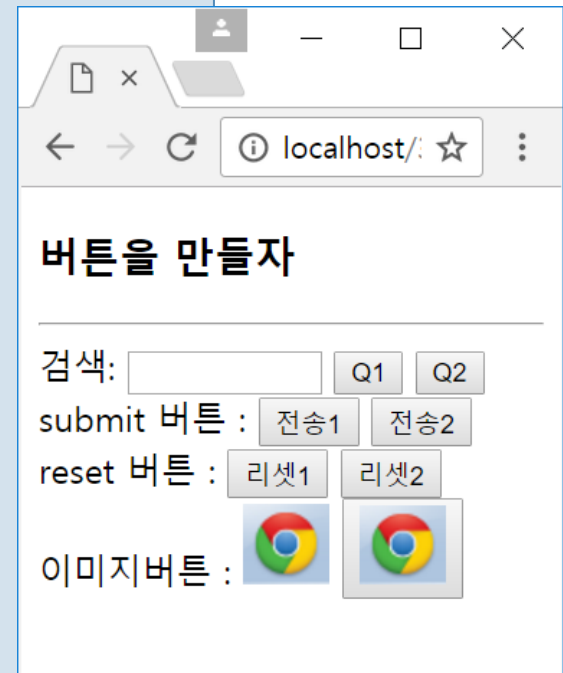 localhost/
버튼을 만들자
검색: Q1 Q2
submit 버튼 : 전송1 전송2
reset 버튼 : 리셋1 리셋2
이미지버튼 :